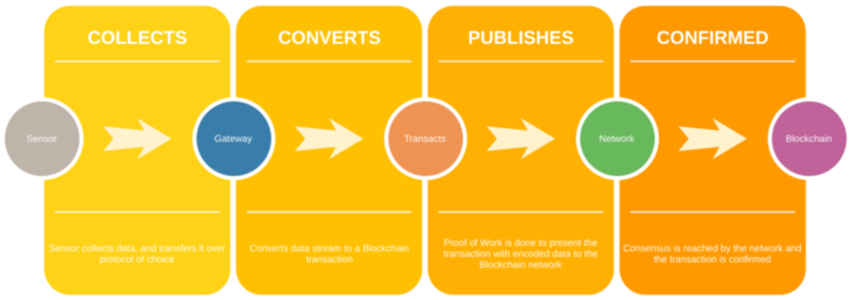 COLLECTS
CONVERTS
PUBLISHES
CONFIRMED
Sensor
Gateway
Transacts
Network
Blockchain
Sensor collects data, and transfers it over
protocol of choice
Converts data stream to a Blockchain
transaction
Proof of Work is done to present the
transaction with encoded data to the
Blockchain network
Consensus is reached by the network and
the transaction is confirmed